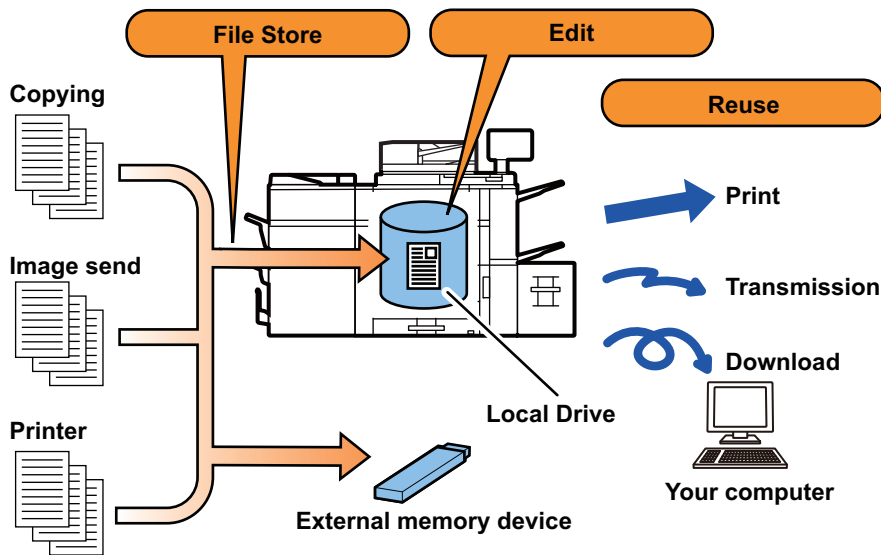 File Store
Edit
Reuse
Copying
Image send
Printer
Print
Transmission
Download
Local Drive
External memory device
Your computer